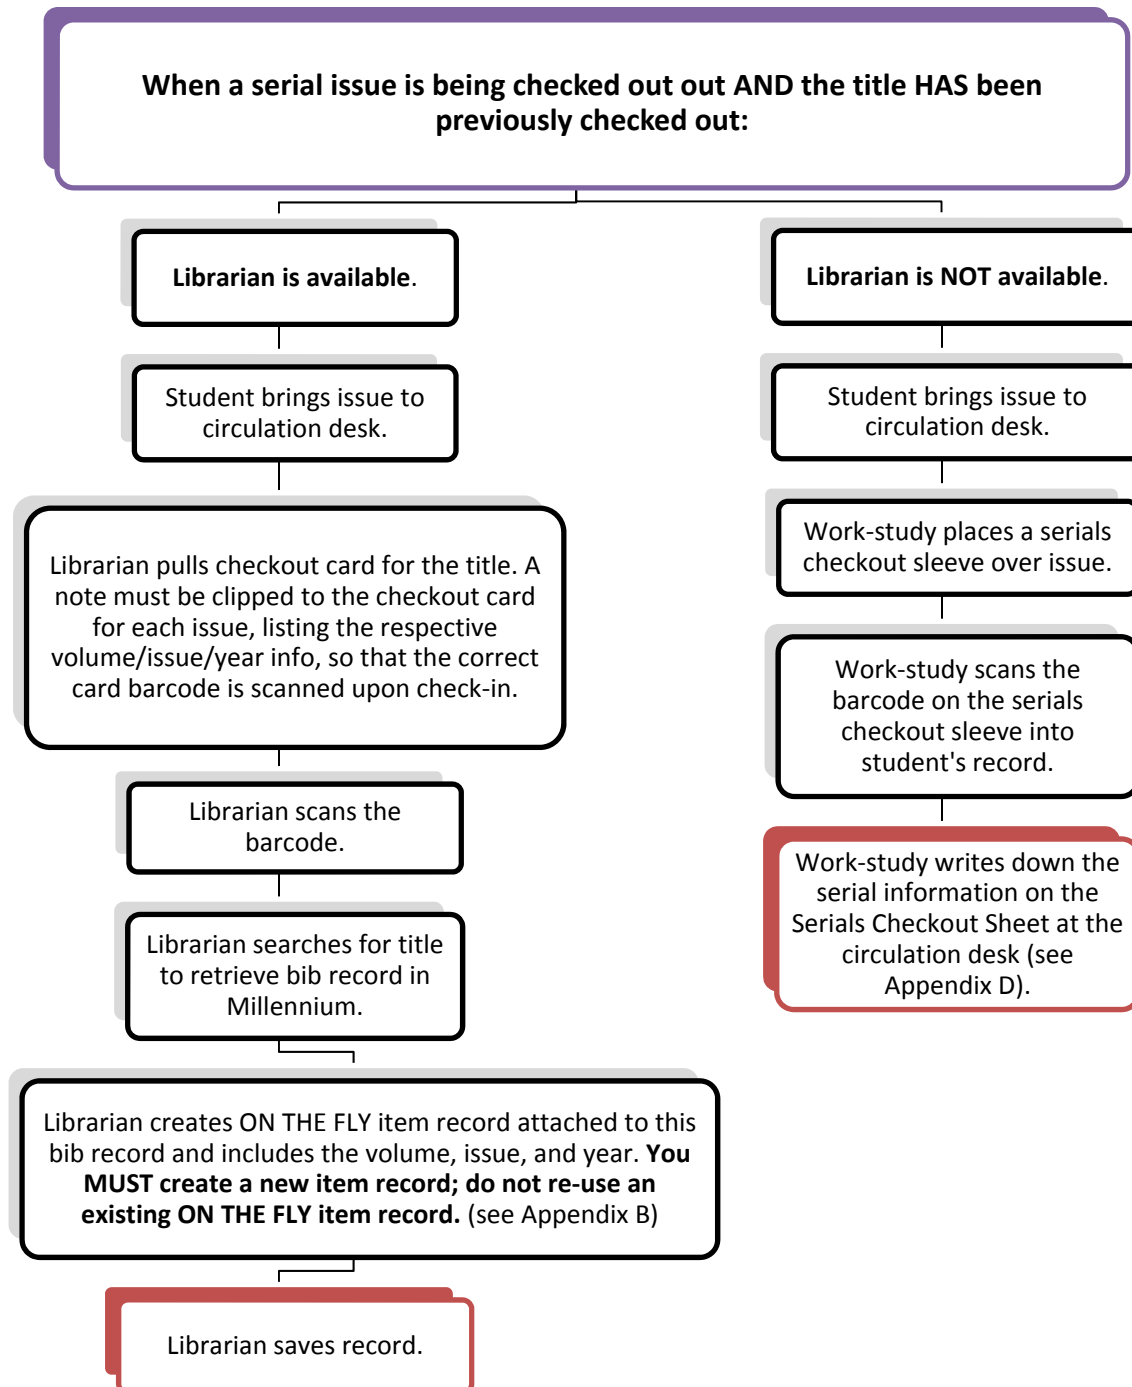 When a serial issue is being checked out out AND the title HAS been
previously checked out:
Librarian is available.
Student brings issue to
circulation desk.
Librarian pulls checkout card for the title. A
note must be clipped to the checkout card
for each issue, listing the respective
volume/issue/year info, so that the correct
card barcode is scanned upon check-in.
Librarian scans the
barcode.
Librarian searches for title
to retrieve bib record in
Millennium.
Librarian creates ON THE FLY item record attached to this
bib record and includes the volume, issue, and year. You
MUST create a new item record; do not re-use an
existing ON THE FLY item record. (see Appendix B)
Librarian saves record.
Librarian is NOT available.
Student brings issue to
circulation desk.
Work-study places a serials
checkout sleeve over issue.
Work-study scans the
barcode on the serials
checkout sleeve into
student's record.
Work-study writes down the
serial information on the
Serials Checkout Sheet at the
circulation desk (see
Appendix D).